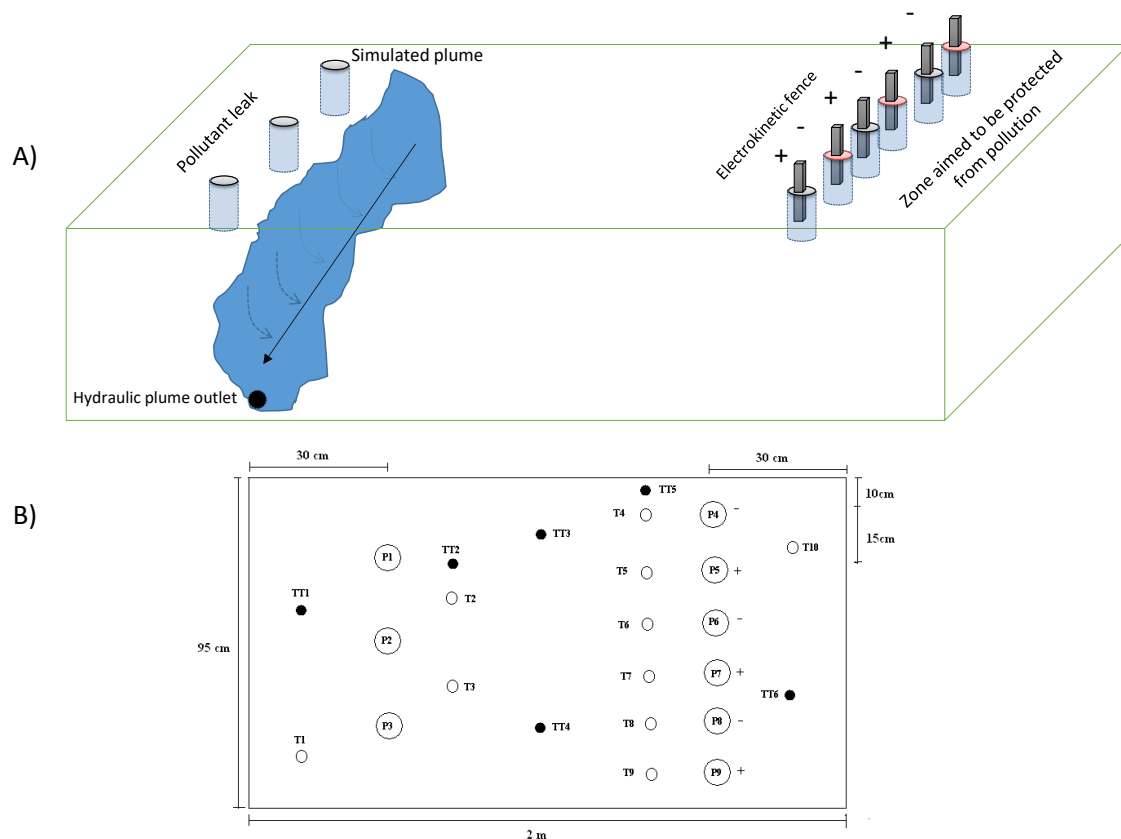 A)
Pollutant leak
Simulated plume
Hydraulic plume outlet
Electrokinetic fence
+ - + - + -
Zone aimed to be protected
from pollution
B)
30 cm
30 cm
10cm
15cm
95 cm
2 m
TT5
T4
P4 -
TT3
P1
TT2
T10
T5
P5 +
T2
TT1
T6
P6 -
P2
T7
P7 +
T3
TT6
P3
TT4
T8
P8 -
T1
T9
P9 +